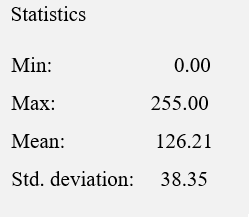 Statistics
Min: 0.00
Max: 255.00
Mean: 126.21
Std. deviation: 38.35